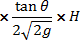 × tan θ / 2√2g × H